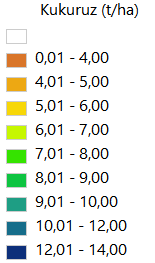 Kukuruz (t/ha)
0,01 - 4,00
4,01 - 5,00
5,01 - 6,00
6,01 - 7,00
7,01 - 8,00
8,01 - 9,00
9,01 - 10,00
10,01 - 12,00
12,01 - 14,00